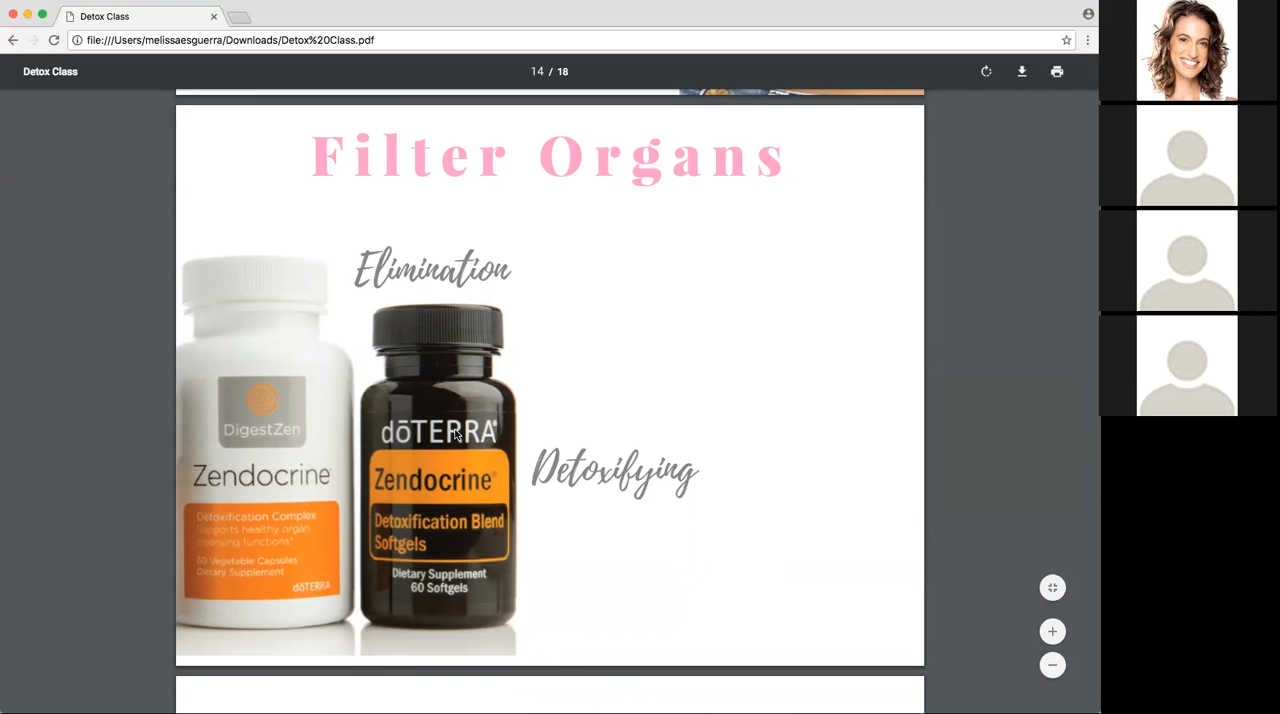 Detox Class
file:///Users/melissaesguerra/Downloads/Detox%20Class.pdf
Detox Class
14 / 18
Filter Organs
Elimination
DigestZen
Zendocrine
Detoxification Complex
Supports healthy organ
cleansing functions*
60 Vegetable Capsules
Dietary Supplement
dōTERRA
dōTERRA®
Zendocrine®
Detoxification Blend
Softgels
Dietary Supplement
60 Softgels
Detoxifying